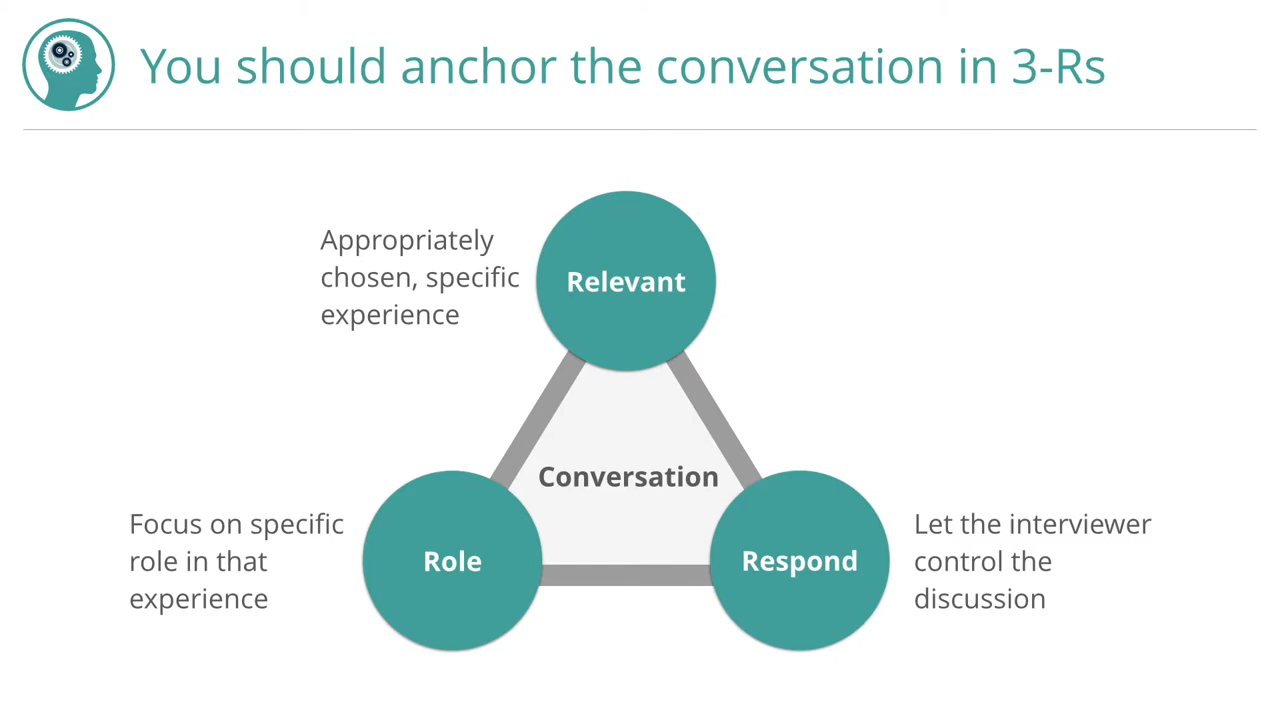 You should anchor the conversation in 3-Rs
Appropriately
chosen, specific
experience
Relevant
Conversation
Focus on specific
role in that
experience
Role
Respond
Let the interviewer
control the
discussion